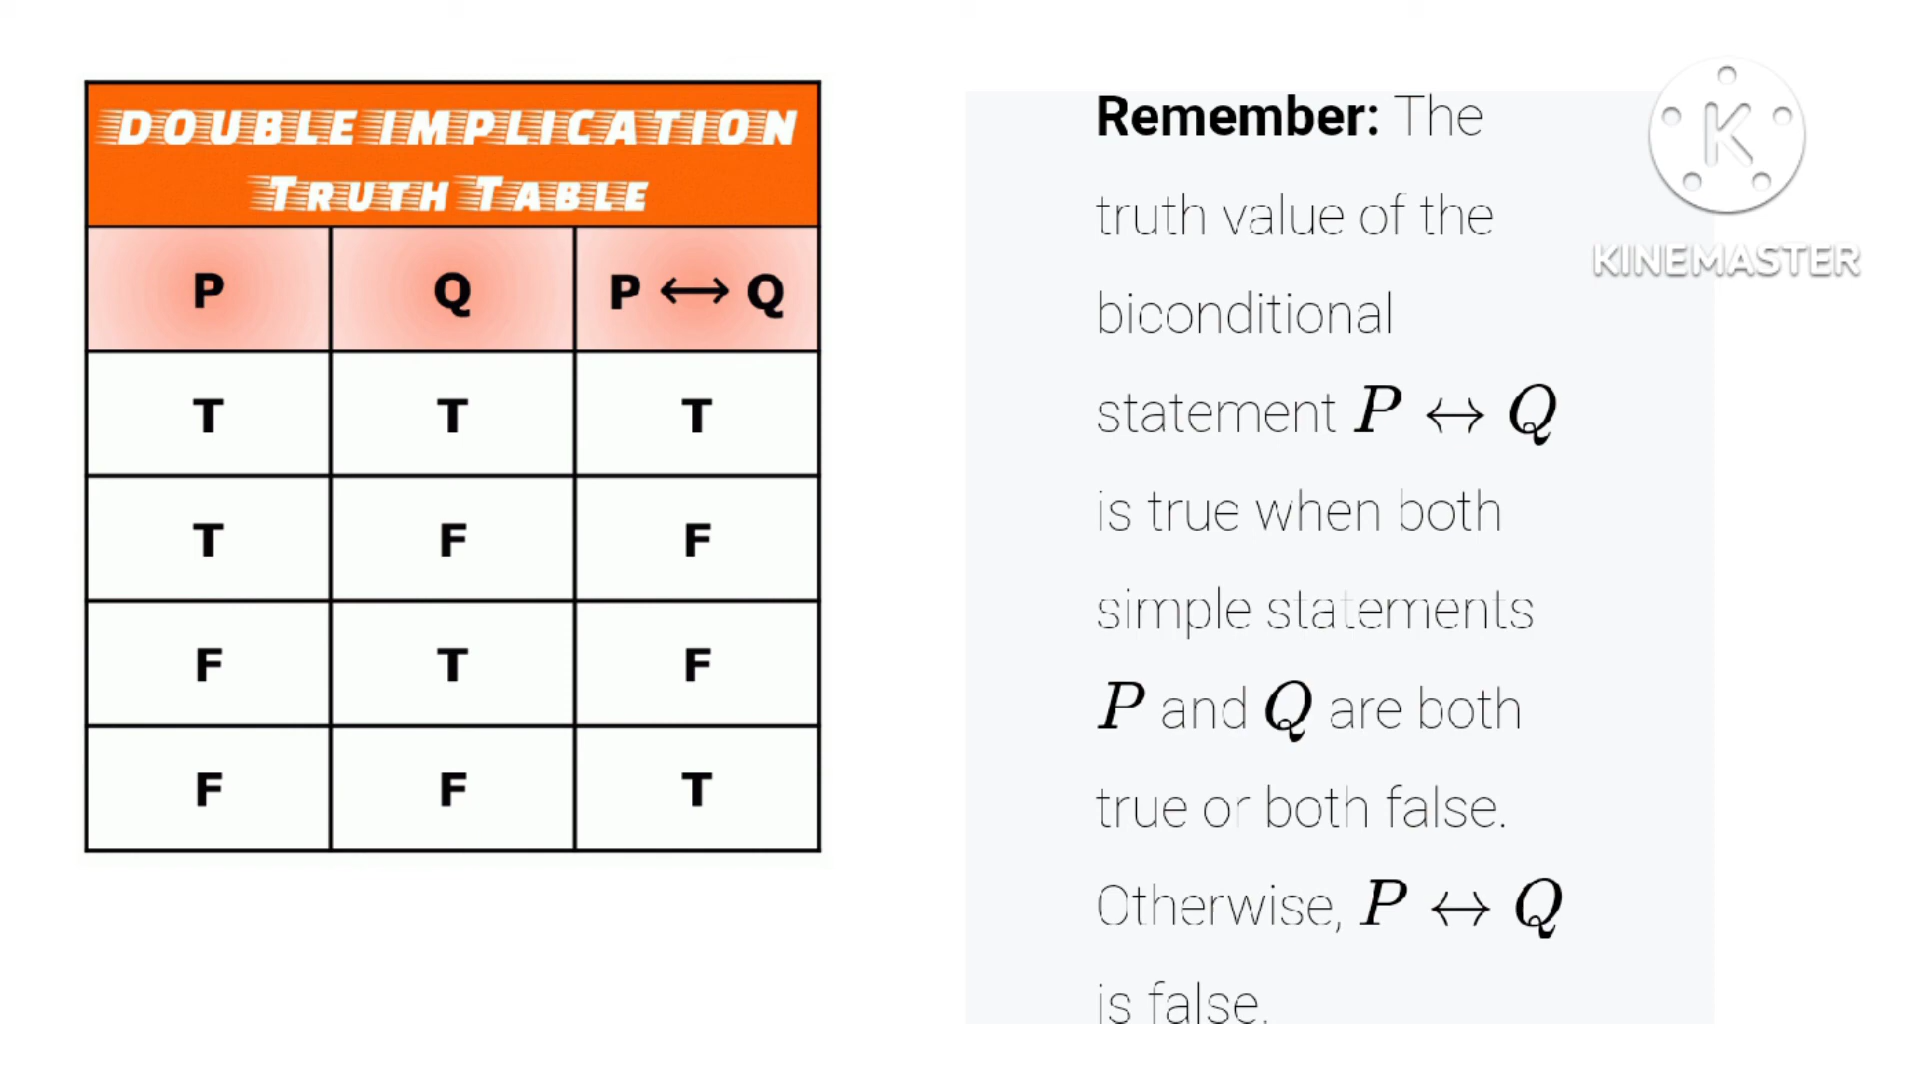 DOUBLE IMPLICATION
TRUTH TABLE
P Q P ⟷ Q
T T T
T F F
F T F
F F T
Remember: The
truth value of the
biconditional
statement P ↔ Q
is true when both
simple statements
P and Q are both
true or both false.
Otherwise, P ↔ Q
is false.
K
KINEMASTER